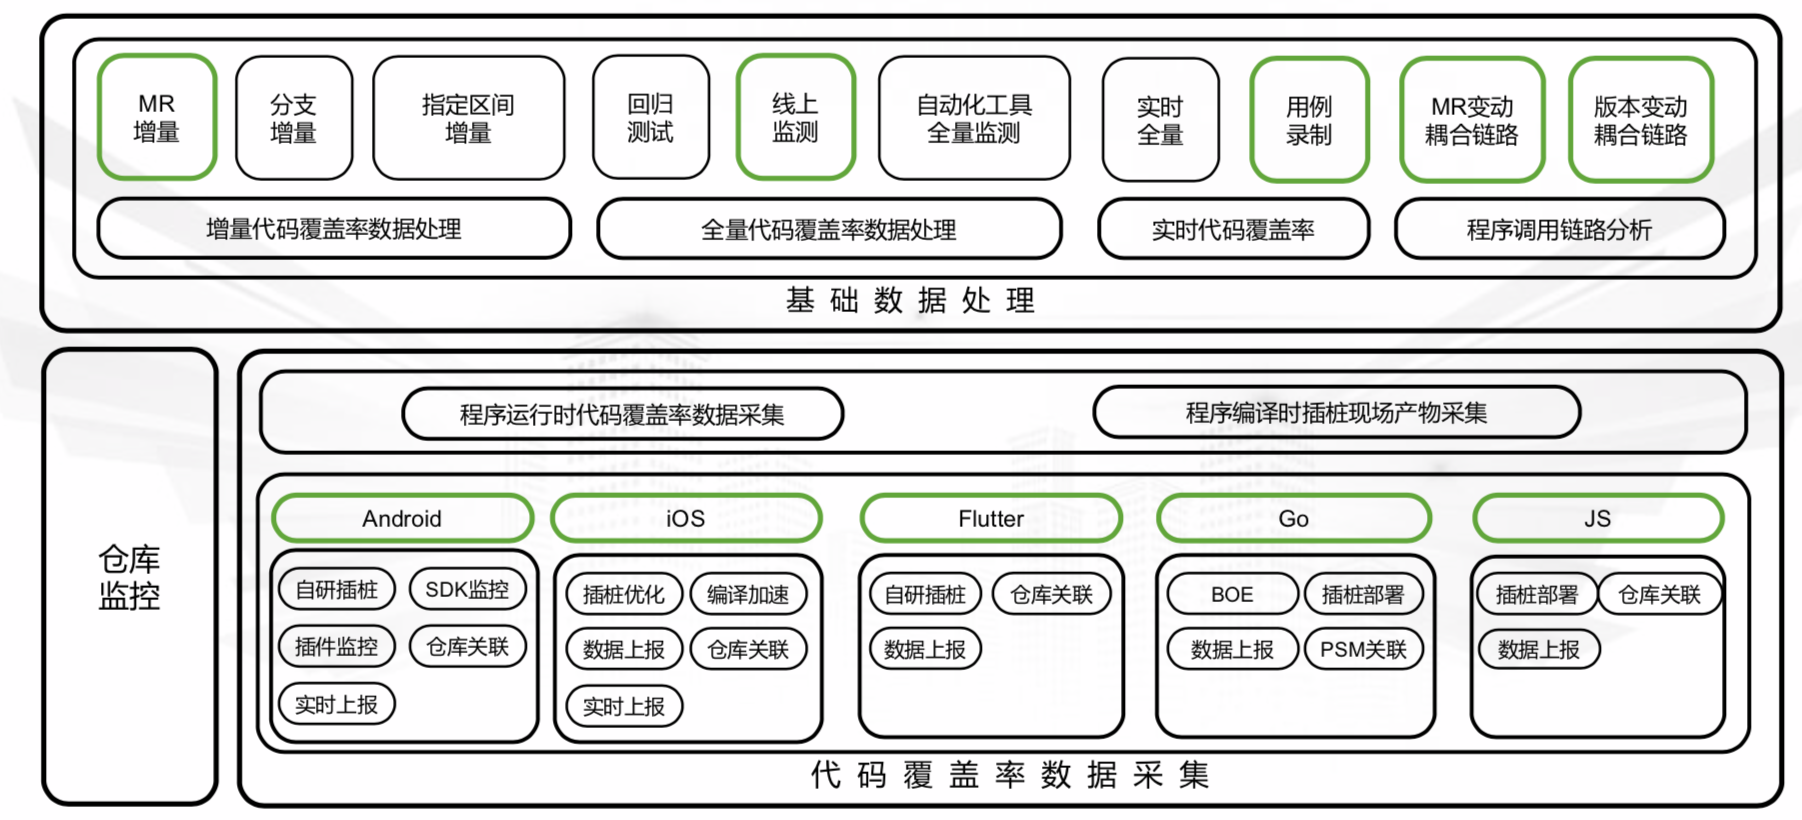 MR
增量
分支
增量
指定区间
增量
回归
测试
线上
监测
自动化工具
全量监测
实时
全量
用例
录制
MR变动
耦合链路
版本变动
耦合链路
增量代码覆盖率数据处理
全量代码覆盖率数据处理
实时代码覆盖率
程序调用链路分析
基础数据处理
仓库
监控
程序运行时代码覆盖率数据采集
程序编译时插桩现场产物采集
Android
自研插桩
SDK监控
插件监控
仓库关联
实时上报
iOS
插桩优化
编译加速
数据上报
仓库关联
实时上报
Flutter
自研插桩
仓库关联
数据上报
Go
BOE
插桩部署
数据上报
PSM关联
JS
插桩部署
仓库关联
数据上报
代码覆盖率数据采集